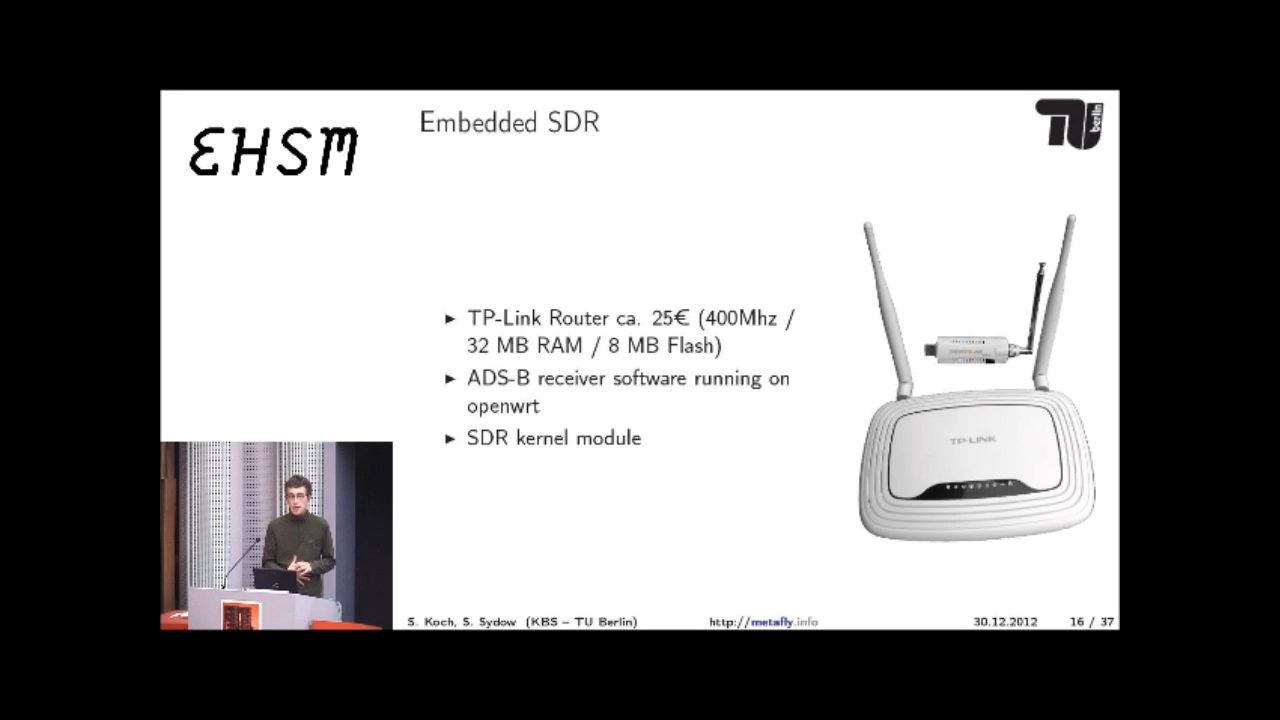 EHSM
Embedded SDR
TU berlin
► TP-Link Router ca. 25€ (400Mhz /
32 MB RAM / 8 MB Flash)
► ADS-B receiver software running on
openwrt
► SDR kernel module
TP-LINK
S. Koch, S. Sydow (KBS – TU Berlin) http://metafly.info 30.12.2012 16 / 37